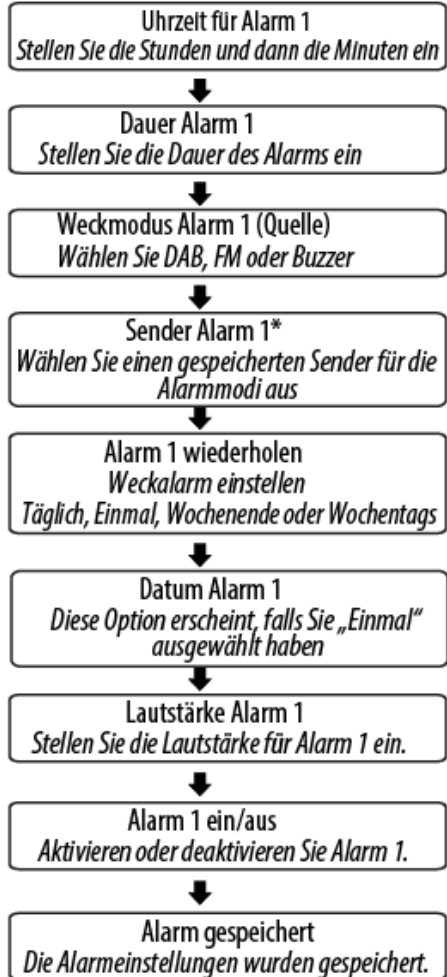 Uhrzeit für Alarm 1
Stellen Sie die Stunden und dann die Minuten ein
Dauer Alarm 1
Stellen Sie die Dauer des Alarms ein
Weckmodus Alarm 1 (Quelle)
Wählen Sie DAB, FM oder Buzzer
Sender Alarm 1*
Wählen Sie einen gespeicherten Sender für die
Alarmmodi aus
Alarm 1 wiederholen
Weckalarm einstellen
Täglich, Einmal, Wochenende oder Wochentags
Datum Alarm 1
Diese Option erscheint, falls Sie „Einmal“
ausgewählt haben
Lautstärke Alarm 1
Stellen Sie die Lautstärke für Alarm 1 ein.
Alarm 1 ein/aus
Aktivieren oder deaktivieren Sie Alarm 1.
Alarm gespeichert
Die Alarmeinstellungen wurden gespeichert.